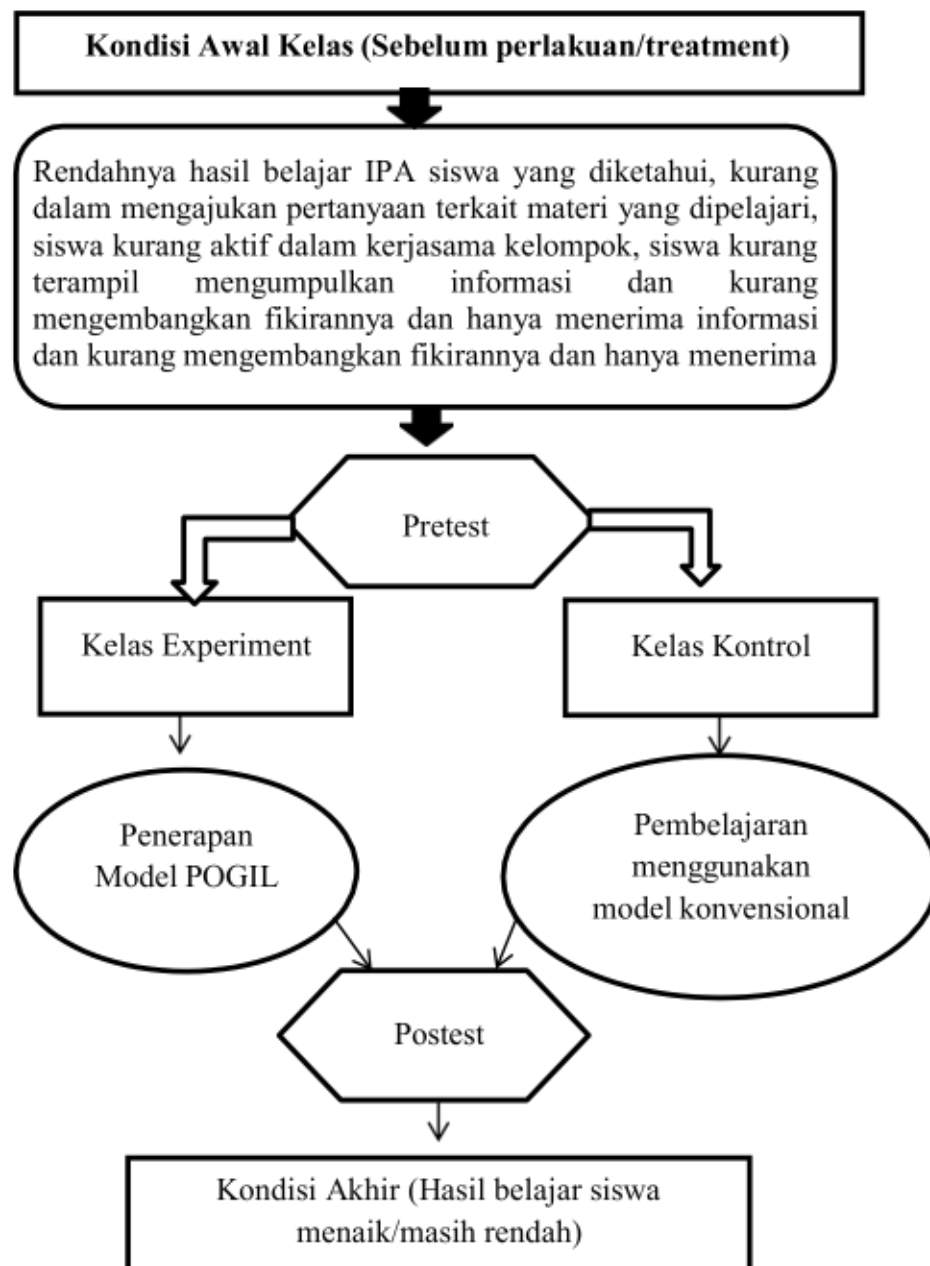 Kondisi Awal Kelas (Sebelum perlakuan/treatment)
Rendahnya hasil belajar IPA siswa yang diketahui, kurang
dalam mengajukan pertanyaan terkait materi yang dipelajari,
siswa kurang aktif dalam kerjasama kelompok, siswa kurang
terampil mengumpulkan informasi dan kurang
mengembangkan fikirannya dan hanya menerima informasi
dan kurang mengembangkan fikirannya dan hanya menerima
Pretest
Kelas Experiment
Kelas Kontrol
Penerapan
Model POGIL
Pembelajaran
menggunakan
model konvensional
Postest
Kondisi Akhir (Hasil belajar siswa
menaik/masih rendah)